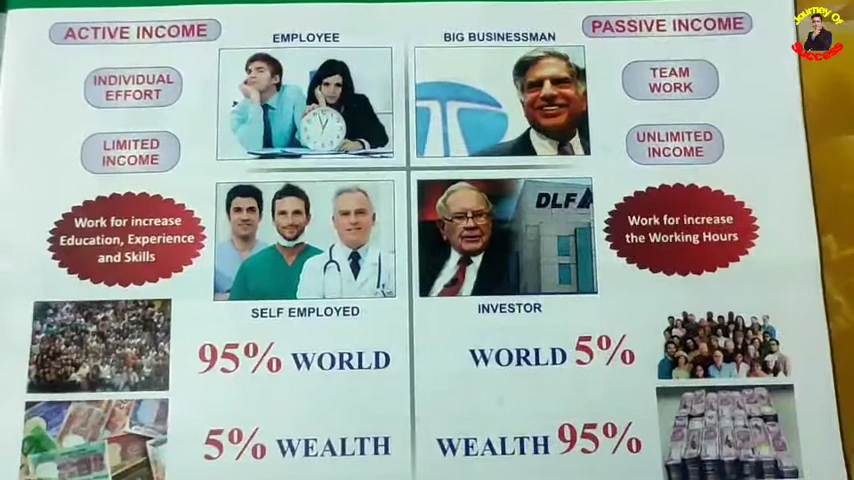 Journey Of
Success
ACTIVE INCOME
EMPLOYEE
BIG BUSINESSMAN
PASSIVE INCOME
INDIVIDUAL
EFFORT
TEAM
WORK
LIMITED
INCOME
UNLIMITED
INCOME
Work for increase
Education, Experience
and Skills
DLF
Work for increase
the Working Hours
SELF EMPLOYED
INVESTOR
95% WORLD
WORLD 5%
5% WEALTH
WEALTH 95%